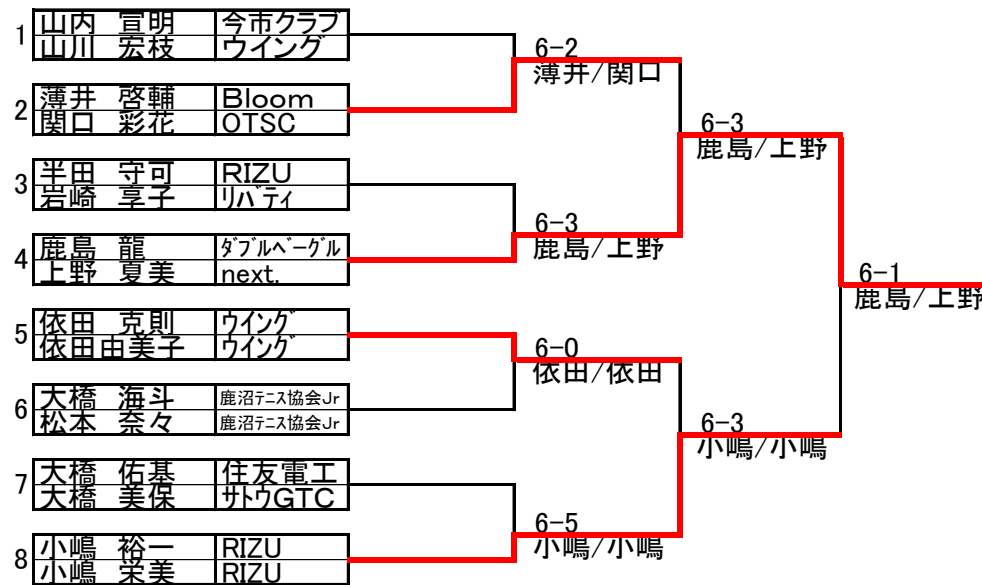 1 山内 宣明 今市クラブ
山川 宏枝 ウイング
6-2
薄井/関口
2 薄井 啓輔 Bloom
関口 彩花 OTSC
6-3
鹿島/上野
3 半田 守可 RIZU
岩崎 享子 ﾘﾊﾞﾃｨ
6-3
鹿島/上野
4 鹿島 龍 ﾀﾞﾌﾞﾙﾍﾞｰｸﾞﾙ
上野 夏美 next.
6-1
鹿島/上野
5 依田 克則 ｳｲﾝｸﾞ
依田由美子 ｳｲﾝｸﾞ
6-0
依田/依田
6 大橋 海斗 鹿沼ﾃﾆｽ協会Jr
松本 奈々 鹿沼ﾃﾆｽ協会Jr
6-3
小嶋/小嶋
7 大橋 佑基 住友電工
大橋 美保 ｻﾄｳGTC
6-5
小嶋/小嶋
8 小嶋 裕一 RIZU
小嶋 栄美 RIZU